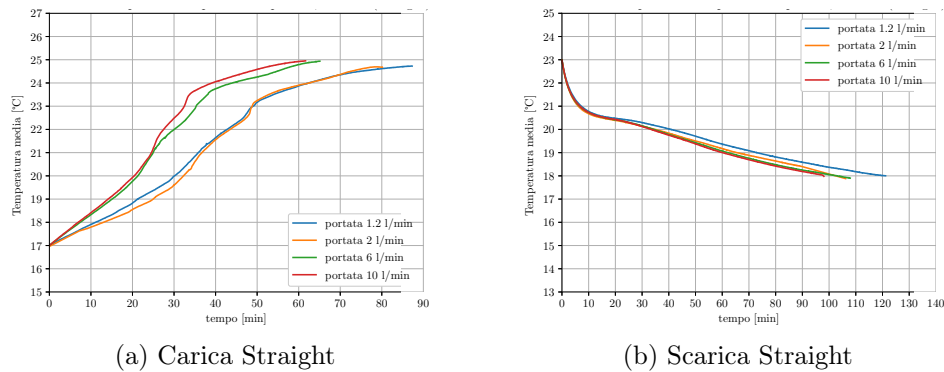 27
26
25
24
23
22
21
20
19
18
17
16
15
Temperatura media [°C]
0 10 20 30 40 50 60 70 80 90
tempo [min]
portata 1.2 l/min
portata 2 l/min
portata 6 l/min
portata 10 l/min
(a) Carica Straight
25
24
23
22
21
20
19
18
17
16
15
14
13
Temperatura media [°C]
0 10 20 30 40 50 60 70 80 90 100 110 120 130 140
tempo [min]
portata 1.2 l/min
portata 2 l/min
portata 6 l/min
portata 10 l/min
(b) Scarica Straight